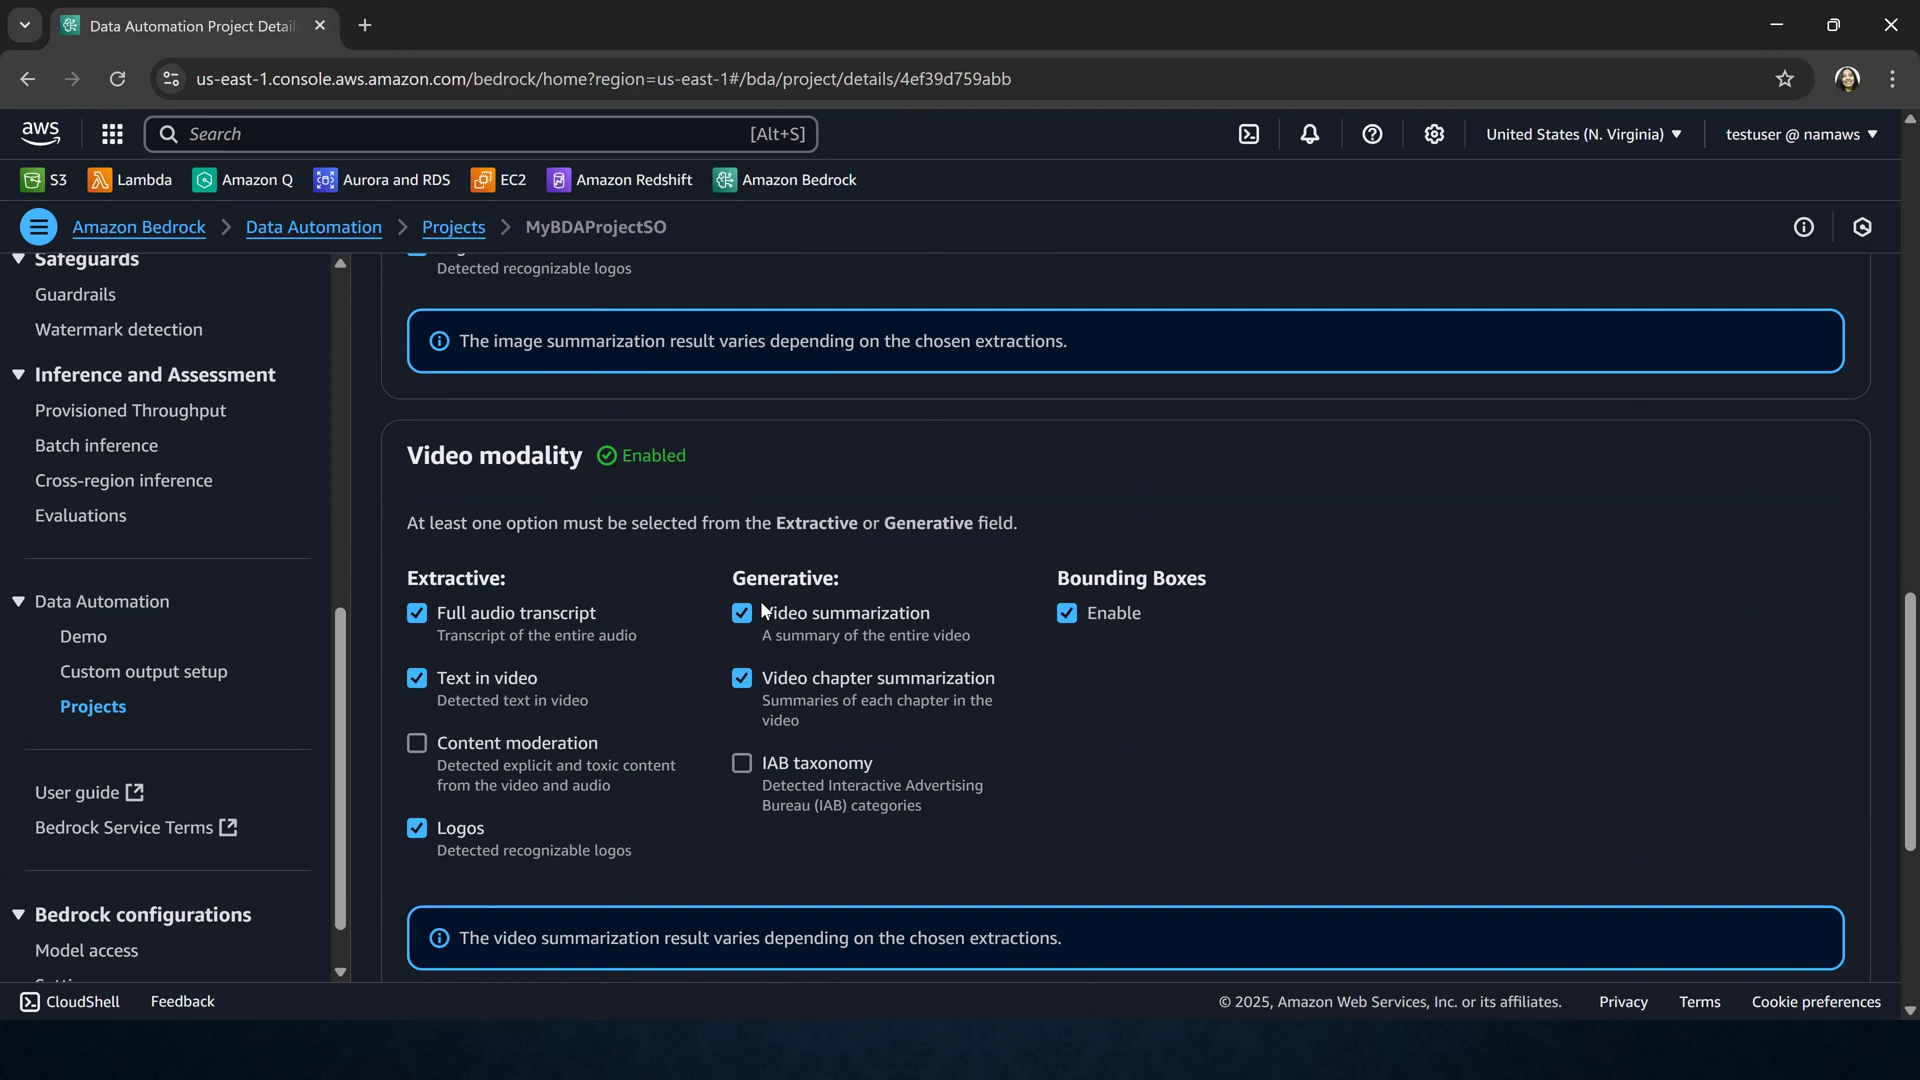 Data Automation Project Detail
us-east-1.console.aws.amazon.com/bedrock/home?region=us-east-1#/bda/project/details/4ef39d759abb
aws
Search
[Alt+S]
United States (N. Virginia)
testuser @ namaws
S3
Lambda
Amazon Q
Aurora and RDS
EC2
Amazon Redshift
Amazon Bedrock
Amazon Bedrock
Data Automation
Projects
MyBDAProjectSO
Safeguards
Guardrails
Watermark detection
Inference and Assessment
Provisioned Throughput
Batch inference
Cross-region inference
Evaluations
Data Automation
Demo
Custom output setup
Projects
User guide
Bedrock Service Terms
Bedrock configurations
Model access
Detected recognizable logos
The image summarization result varies depending on the chosen extractions.
Video modality
Enabled
At least one option must be selected from the Extractive or Generative field.
Extractive:
Full audio transcript
Transcript of the entire audio
Text in video
Detected text in video
Content moderation
Detected explicit and toxic content
from the video and audio
Logos
Detected recognizable logos
Generative:
Video summarization
A summary of the entire video
Video chapter summarization
Summaries of each chapter in the
video
IAB taxonomy
Detected Interactive Advertising
Bureau (IAB) categories
Bounding Boxes
Enable
The video summarization result varies depending on the chosen extractions.
CloudShell
Feedback
© 2025, Amazon Web Services, Inc. or its affiliates.
Privacy
Terms
Cookie preferences